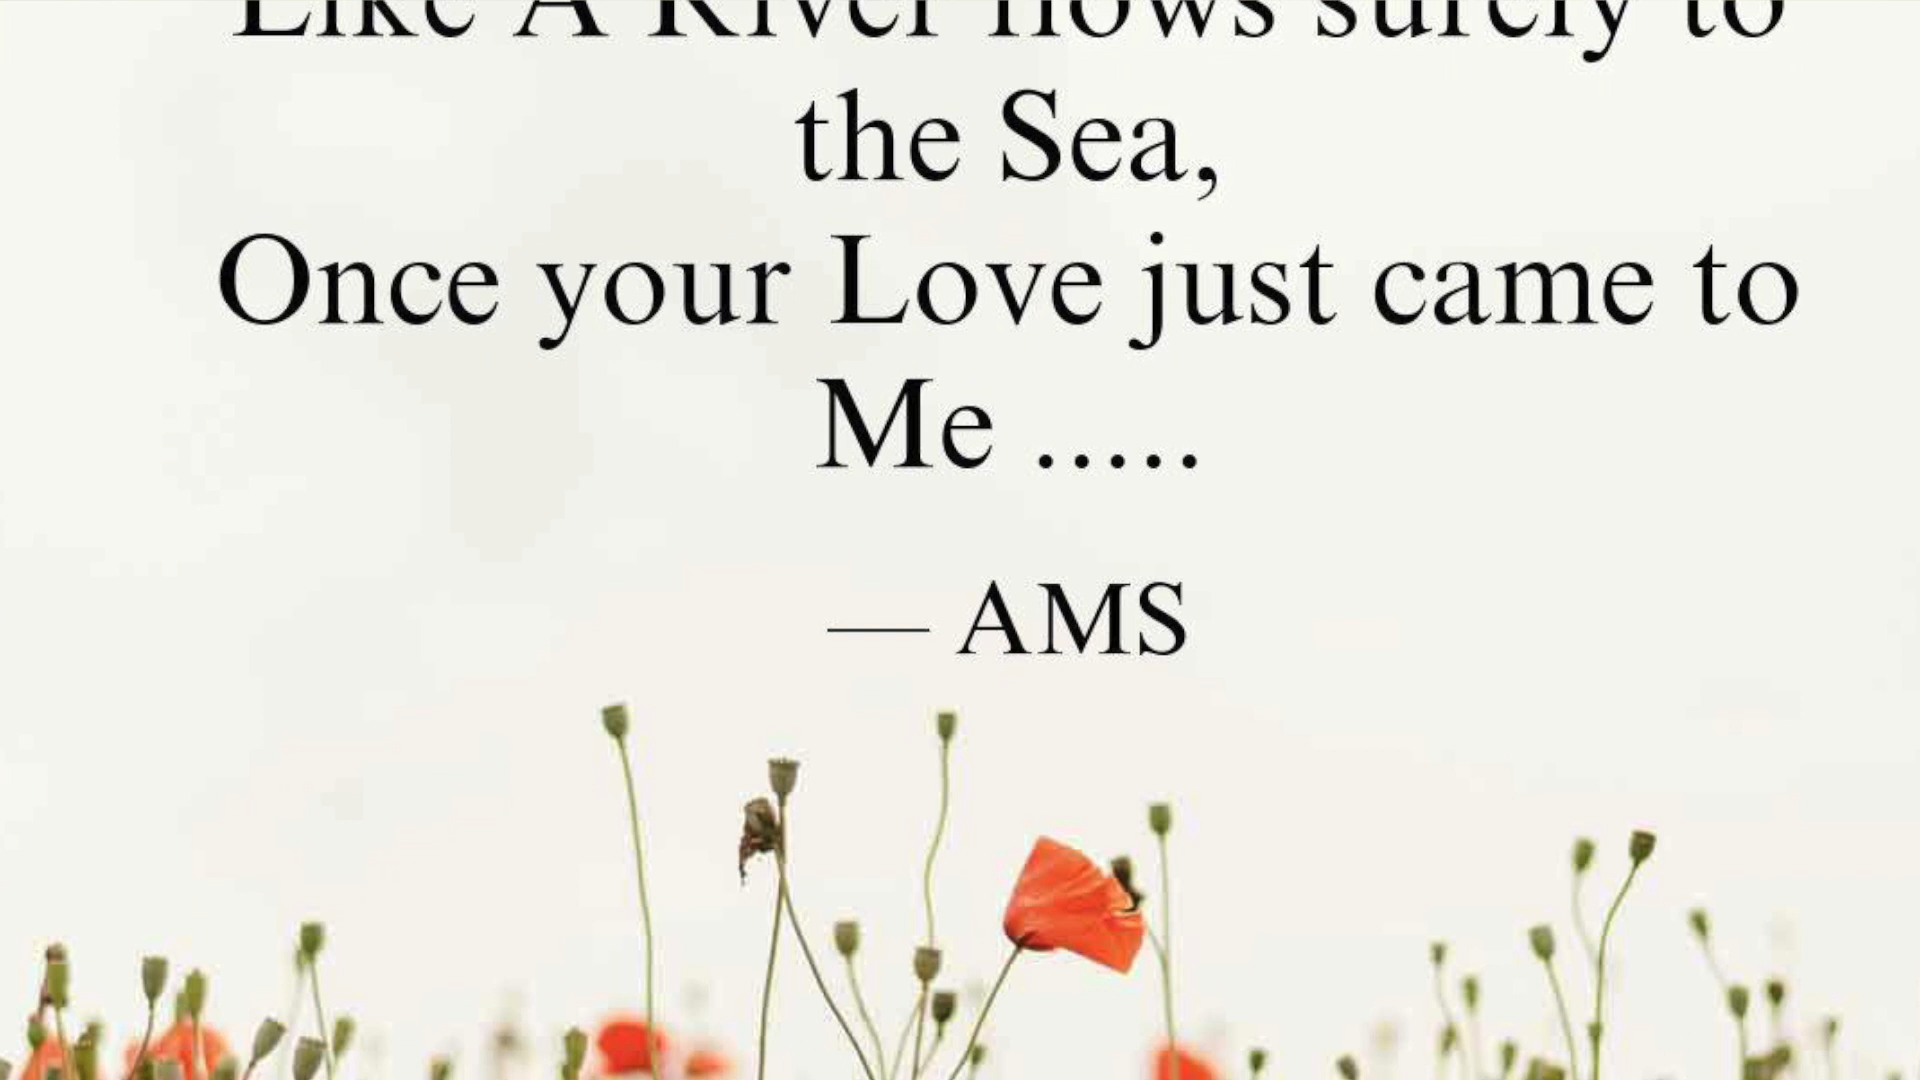 Like A River flows surely to
the Sea,
Once your Love just came to
Me .....
— AMS